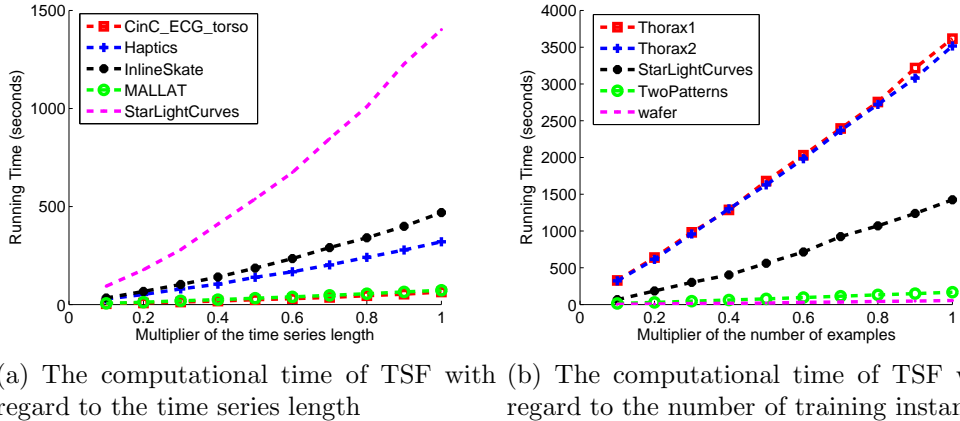 1500
1000
500
0
Running Time (seconds)
CinC_ECG_torso
Haptics
InlineSkate
MALLAT
StarLightCurves
0 0.2 0.4 0.6 0.8 1
Multiplier of the time series length
4000
3500
3000
2500
2000
1500
1000
500
0
Running Time (seconds)
Thorax1
Thorax2
StarLightCurves
TwoPatterns
wafer
0 0.2 0.4 0.6 0.8 1
Multiplier of the number of examples
(a) The computational time of TSF with
regard to the time series length
(b) The computational time of TSF w
regard to the number of training instan